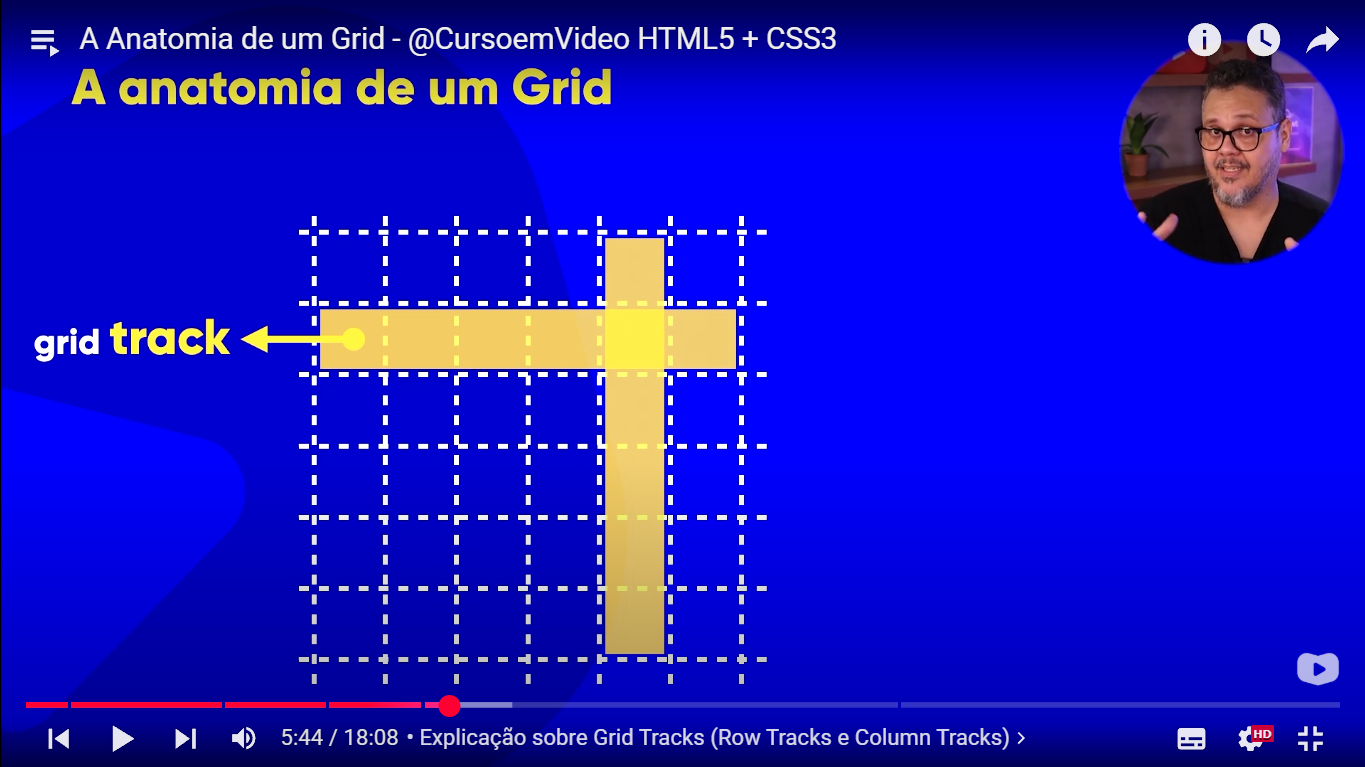 A Anatomia de um Grid - @CursoemVideo HTML5 + CSS3
A anatomia de um Grid
grid track
5:44 / 18:08 • Explicação sobre Grid Tracks (Row Tracks e Column Tracks) ›
HD